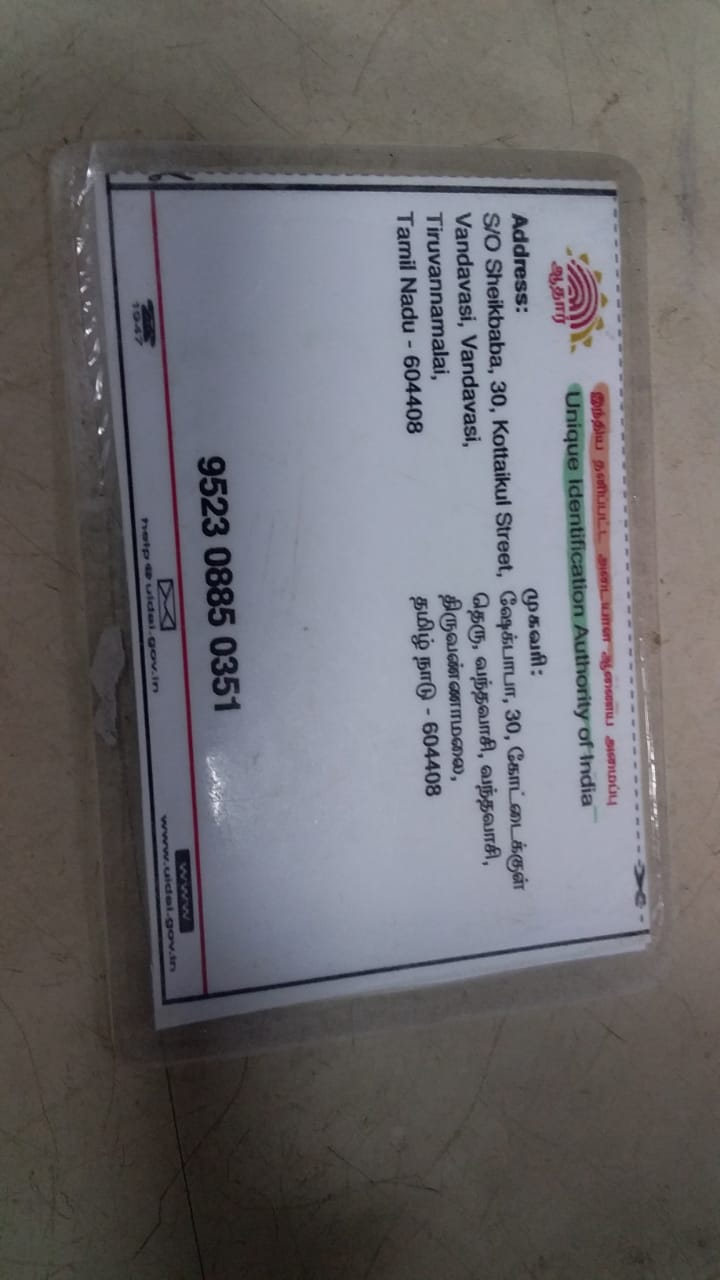 இந்திய தனிப்பட்ட அடையாள ஆணைய அமைப்பு
Unique Identification Authority of India
ஆதார்
Address:
S/O Sheikbaba, 30, Kottaikul Street,
Vandavasi, Vandavasi,
Tiruvannamalai,
Tamil Nadu - 604408
முகவரி:
ஷேக்பாபா, 30, கோட்டைக்குள்
தெரு, வந்தவாசி, வந்தவாசி,
திருவண்ணாமலை,
தமிழ் நாடு - 604408
9523 0885 0351
1947
help@uidai.gov.in
www
www.uidai.gov.in